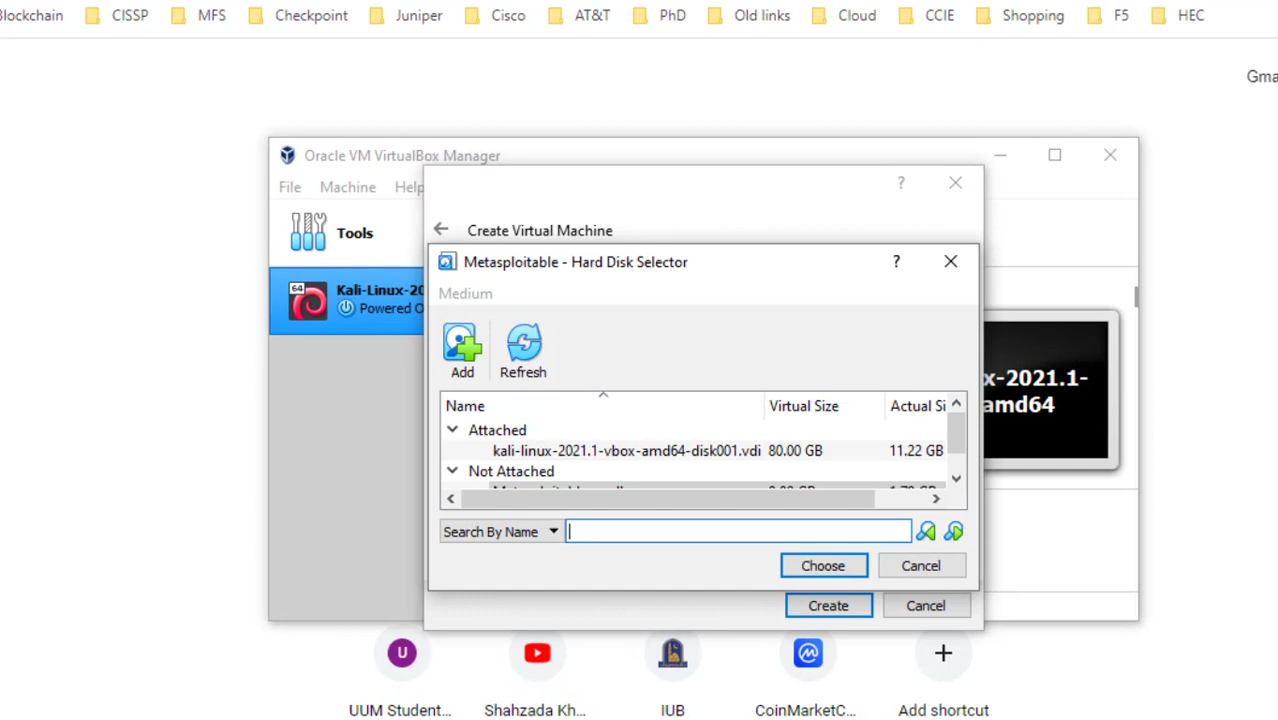 Blockchain CISSP MFS Checkpoint Juniper Cisco AT&T PhD Old links Cloud CCIE Shopping F5 HEC
Gma
Oracle VM VirtualBox Manager
File Machine Help
Tools
Create Virtual Machine
Metasploitable - Hard Disk Selector
Medium
64
Kali-Linux-20
Powered O
Add Refresh
Name Virtual Size Actual Si
Attached
kali-linux-2021.1-vbox-amd64-disk001.vdi 80.00 GB 11.22 GB
Not Attached
x-2021.1-
amd64
Search By Name
Choose Cancel
Create Cancel
U
UUM Student... Shahzada Kh... IUB CoinMarketC... Add shortcut